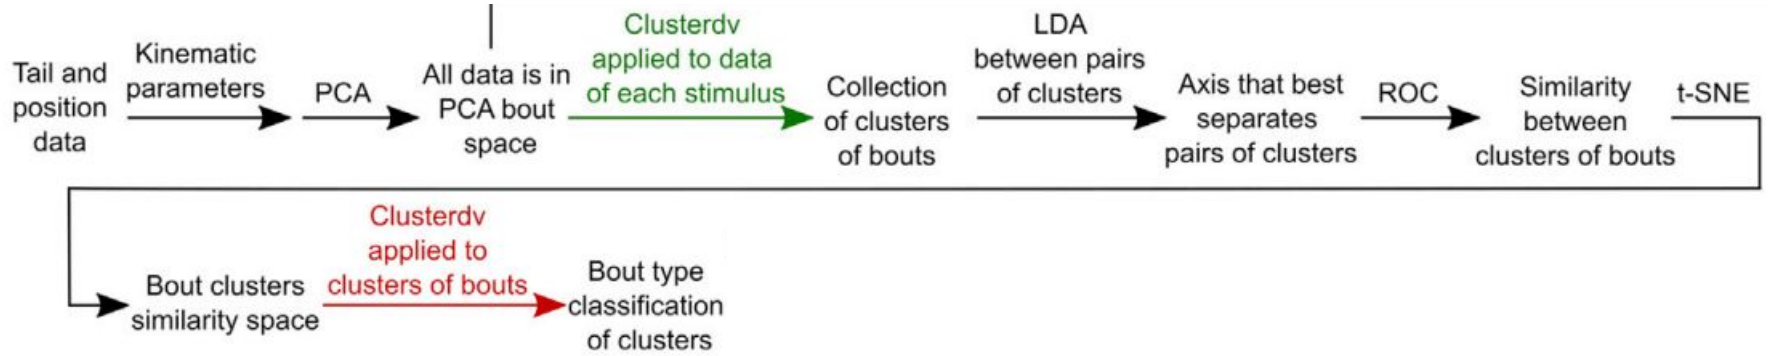 Tail and
position
data
Kinematic
parameters
PCA
All data is in
PCA bout
space
Clusterdv
applied to data
of each stimulus
Collection
of clusters
of bouts
LDA
between pairs
of clusters
Axis that best
separates
pairs of clusters
ROC
Similarity
between
clusters of bouts
t-SNE
Bout clusters
similarity space
Clusterdv
applied to
clusters of bouts
Bout type
classification
of clusters